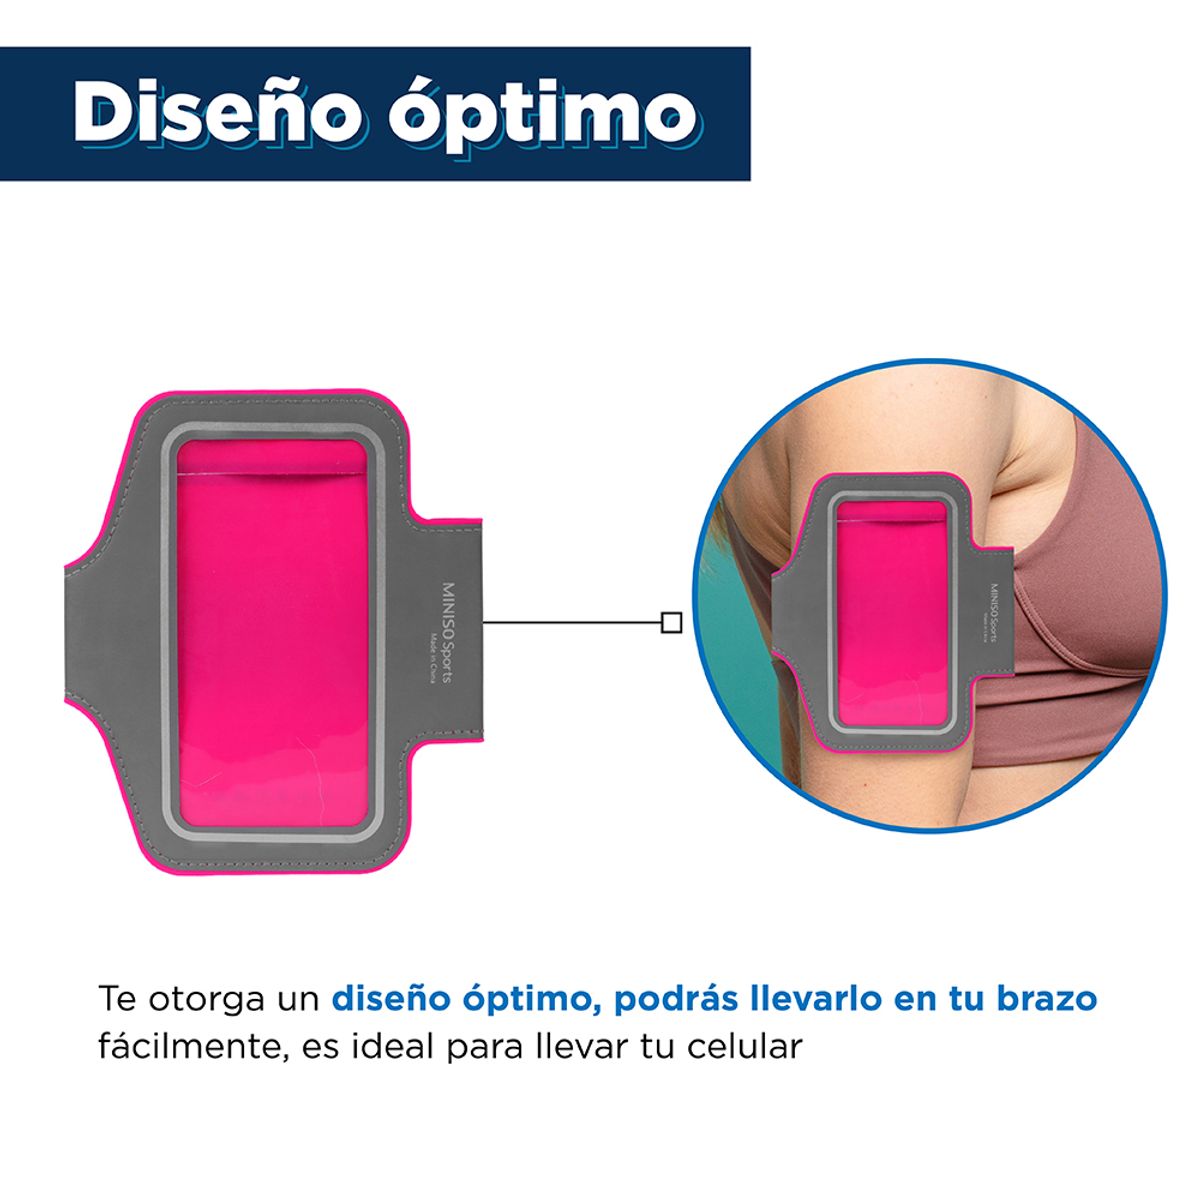 Diseño óptimo
MINISO Sports
Made in China
MINISO Sports
Te otorga un diseño óptimo, podrás llevarlo en tu brazo
fácilmente, es ideal para llevar tu celular